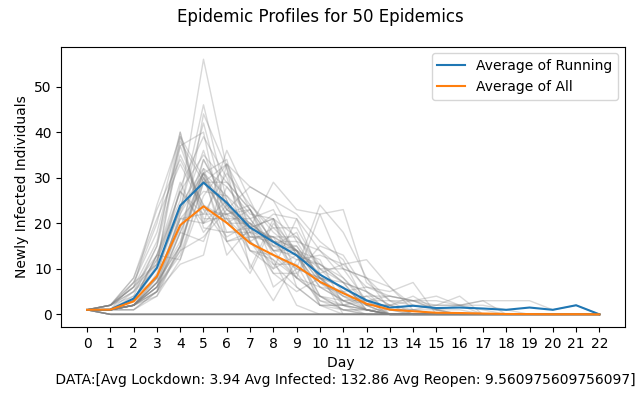 Epidemic Profiles for 50 Epidemics
Average of Running
Average of All
Newly Infected Individuals
50
40
30
20
10
0
0 1 2 3 4 5 6 7 8 9 10 11 12 13 14 15 16 17 18 19 20 21 22
Day
DATA:[Avg Lockdown: 3.94 Avg Infected: 132.86 Avg Reopen: 9.560975609756097]